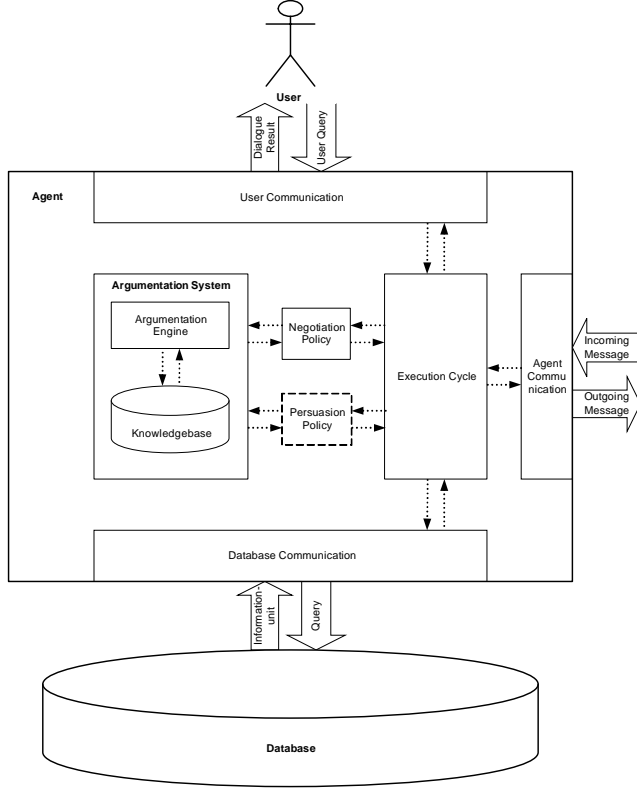 User
Dialogue
Result
User Query
Agent
User Communication
Argumentation System
Argumentation
Engine
Knowledgebase
Negotiation
Policy
Persuasion
Policy
Execution Cycle
Agent
Commu
nication
Incoming
Message
Outgoing
Message
Database Communication
Information-
unit
Query
Database